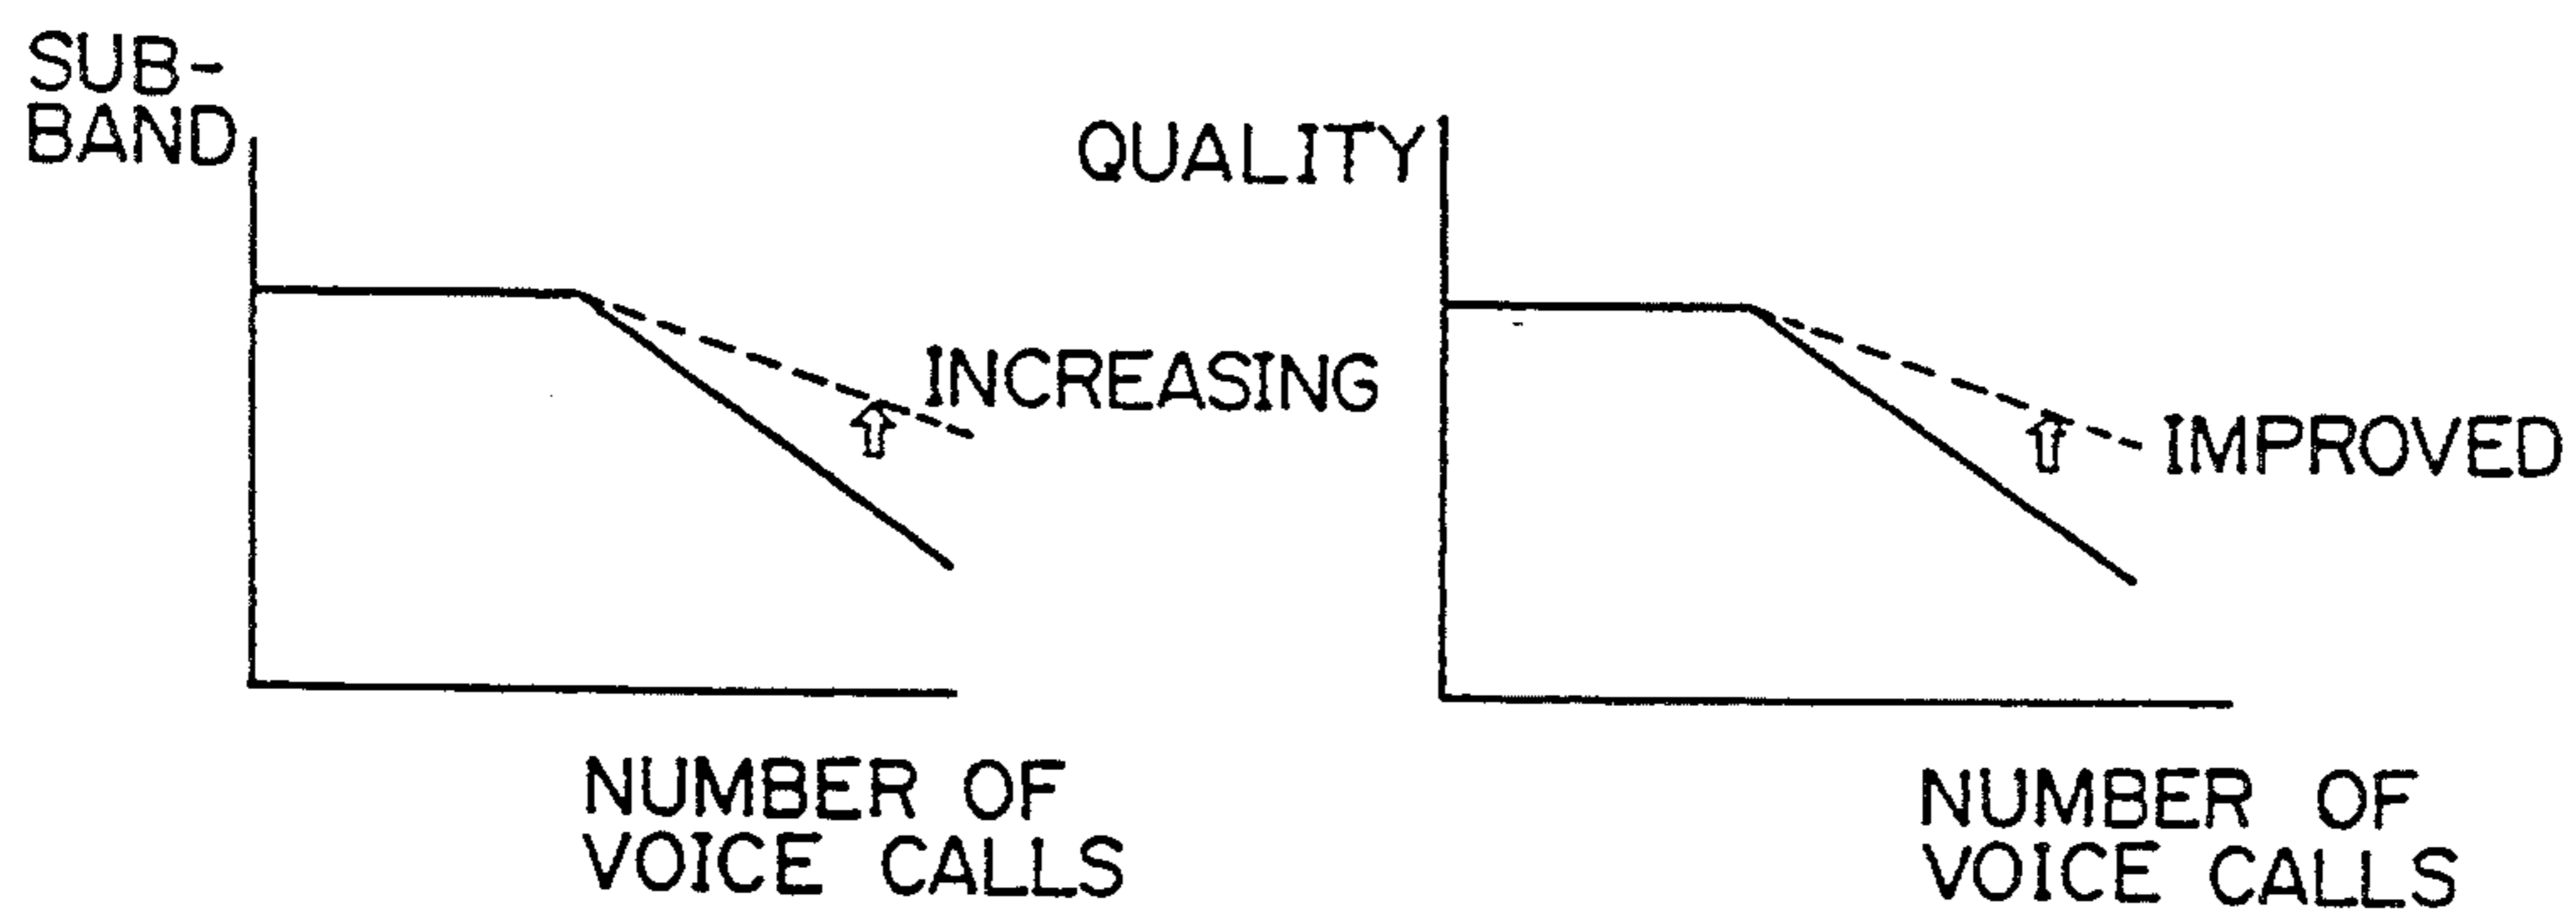 SUB-
BAND
INCREASING
NUMBER OF
VOICE CALLS
QUALITY
IMPROVED
NUMBER OF
VOICE CALLS